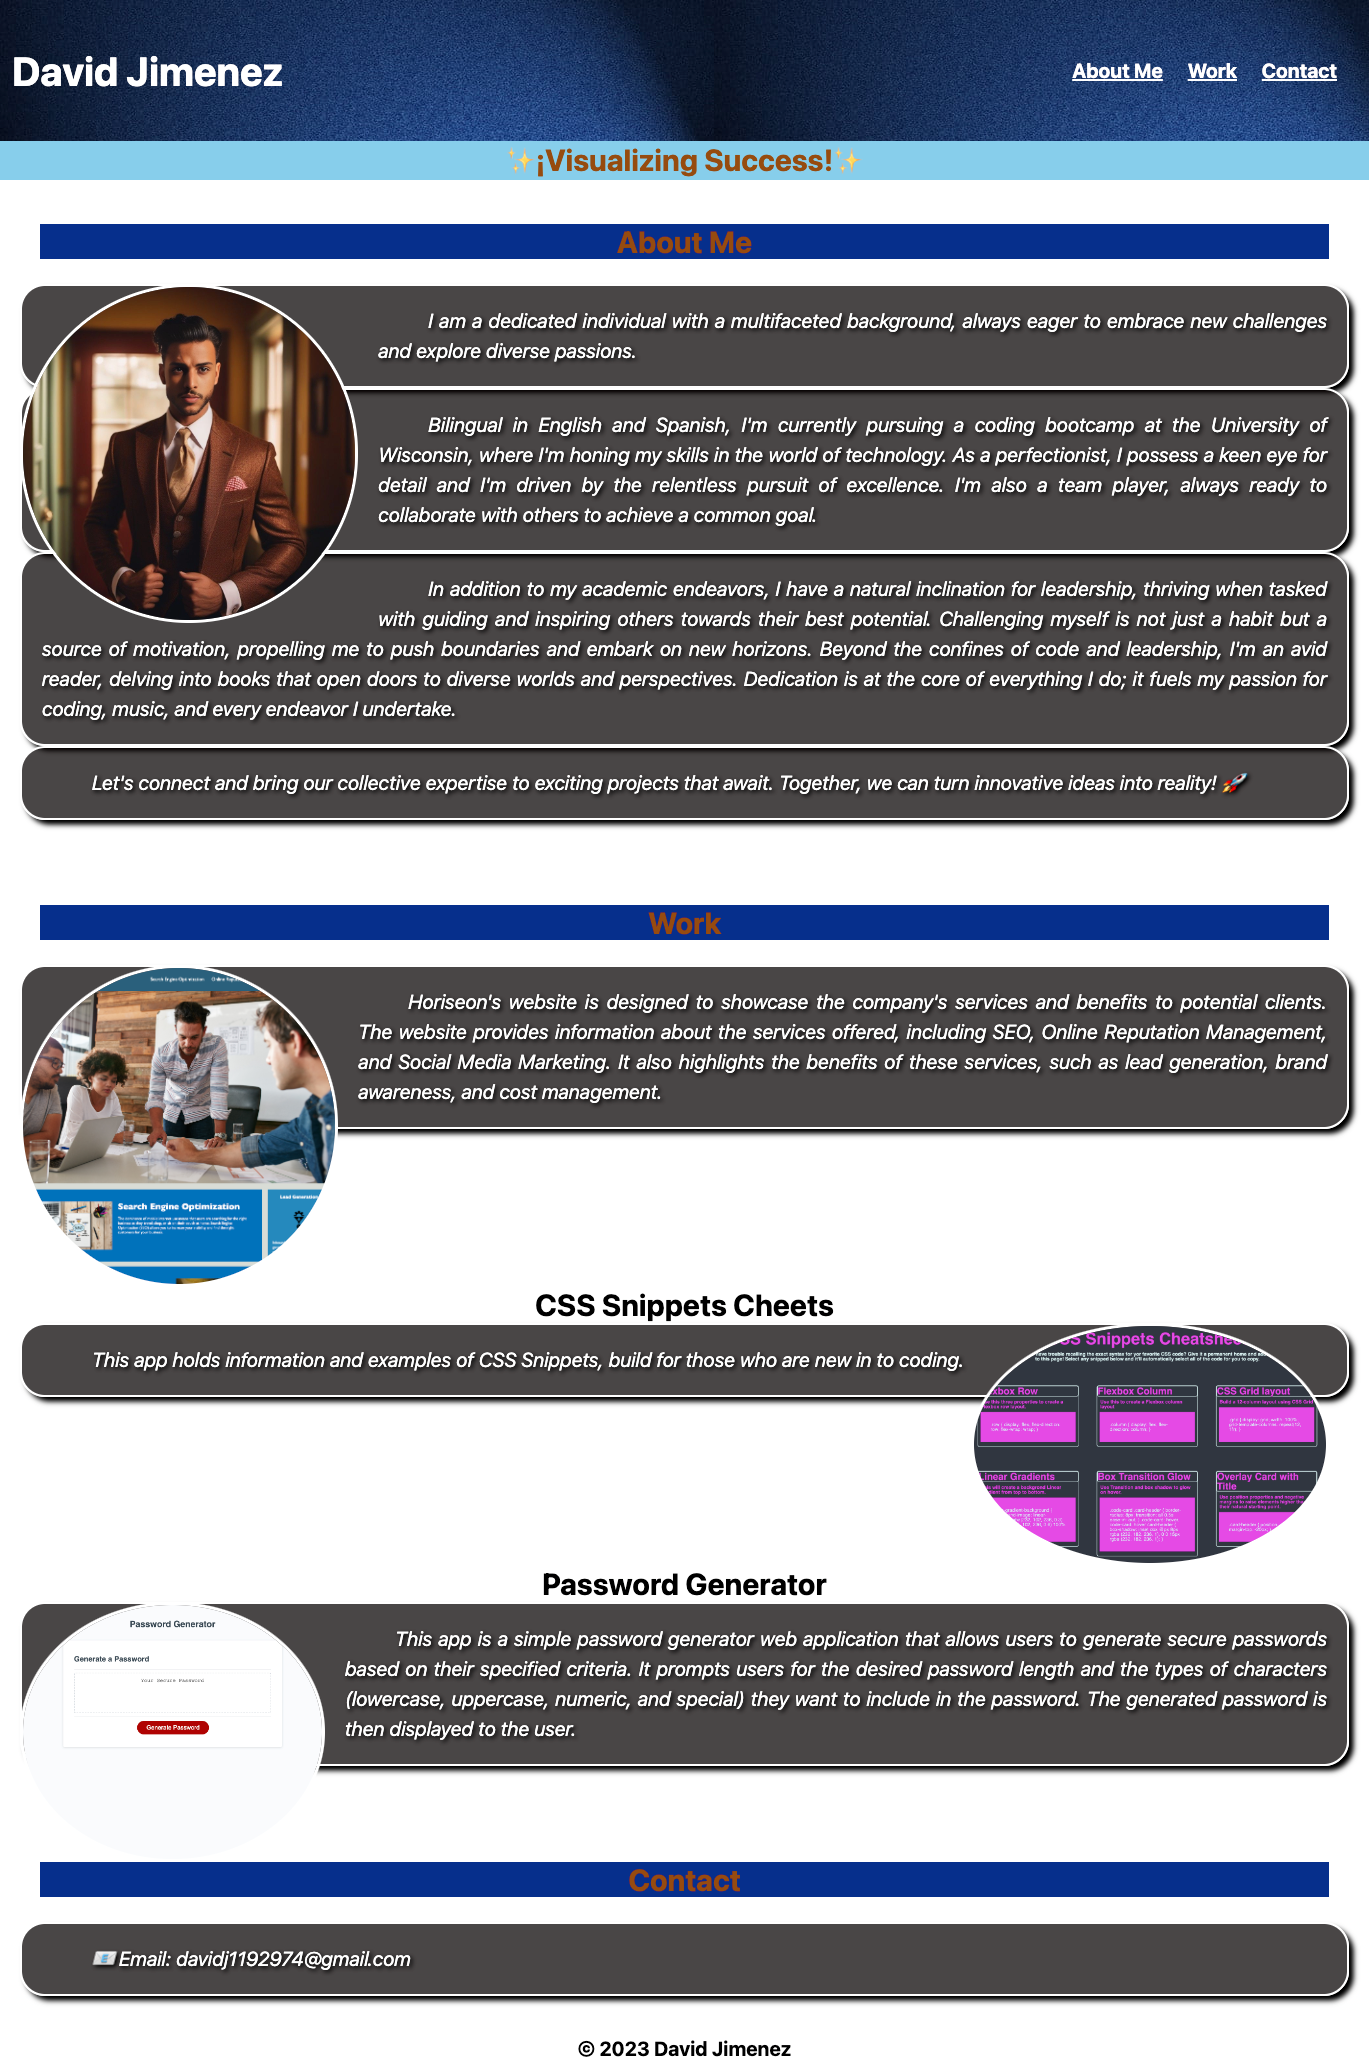 David Jimenez
About Me Work Contact
✨¡Visualizing Success!✨
About Me
I am a dedicated individual with a multifaceted background, always eager to embrace new challenges
and explore diverse passions.
Bilingual in English and Spanish, I'm currently pursuing a coding bootcamp at the University of
Wisconsin, where I'm honing my skills in the world of technology. As a perfectionist, I possess a keen eye for
detail and I'm driven by the relentless pursuit of excellence. I'm also a team player, always ready to
collaborate with others to achieve a common goal.
In addition to my academic endeavors, I have a natural inclination for leadership, thriving when tasked
with guiding and inspiring others towards their best potential. Challenging myself is not just a habit but a
source of motivation, propelling me to push boundaries and embark on new horizons. Beyond the confines of code and leadership, I'm an avid
reader, delving into books that open doors to diverse worlds and perspectives. Dedication is at the core of everything I do; it fuels my passion for
coding, music, and every endeavor I undertake.
Let's connect and bring our collective expertise to exciting projects that await. Together, we can turn innovative ideas into reality! 🚀
Work
Search Engine Optimization Online
Horiseon's website is designed to showcase the company's services and benefits to potential clients.
The website provides information about the services offered, including SEO, Online Reputation Management,
and Social Media Marketing. It also highlights the benefits of these services, such as lead generation, brand
awareness, and cost management.
Search Engine Optimization
Lead Generation
CSS Snippets Cheets
This app holds information and examples of CSS Snippets, build for those who are new in to coding.
Snippets
Row
Flexbox Column
CSS Grid layout
Use this to create a Flexbox column
layout.
Linear Gradients
Box Transition Glow
Overlay Card with
Title
Password Generator
Password Generator
Generate a Password
Your Secure Password
Generate Password
This app is a simple password generator web application that allows users to generate secure passwords
based on their specified criteria. It prompts users for the desired password length and the types of characters
(lowercase, uppercase, numeric, and special) they want to include in the password. The generated password is
then displayed to the user.
Contact
📧 Email: davidj1192974@gmail.com
© 2023 David Jimenez